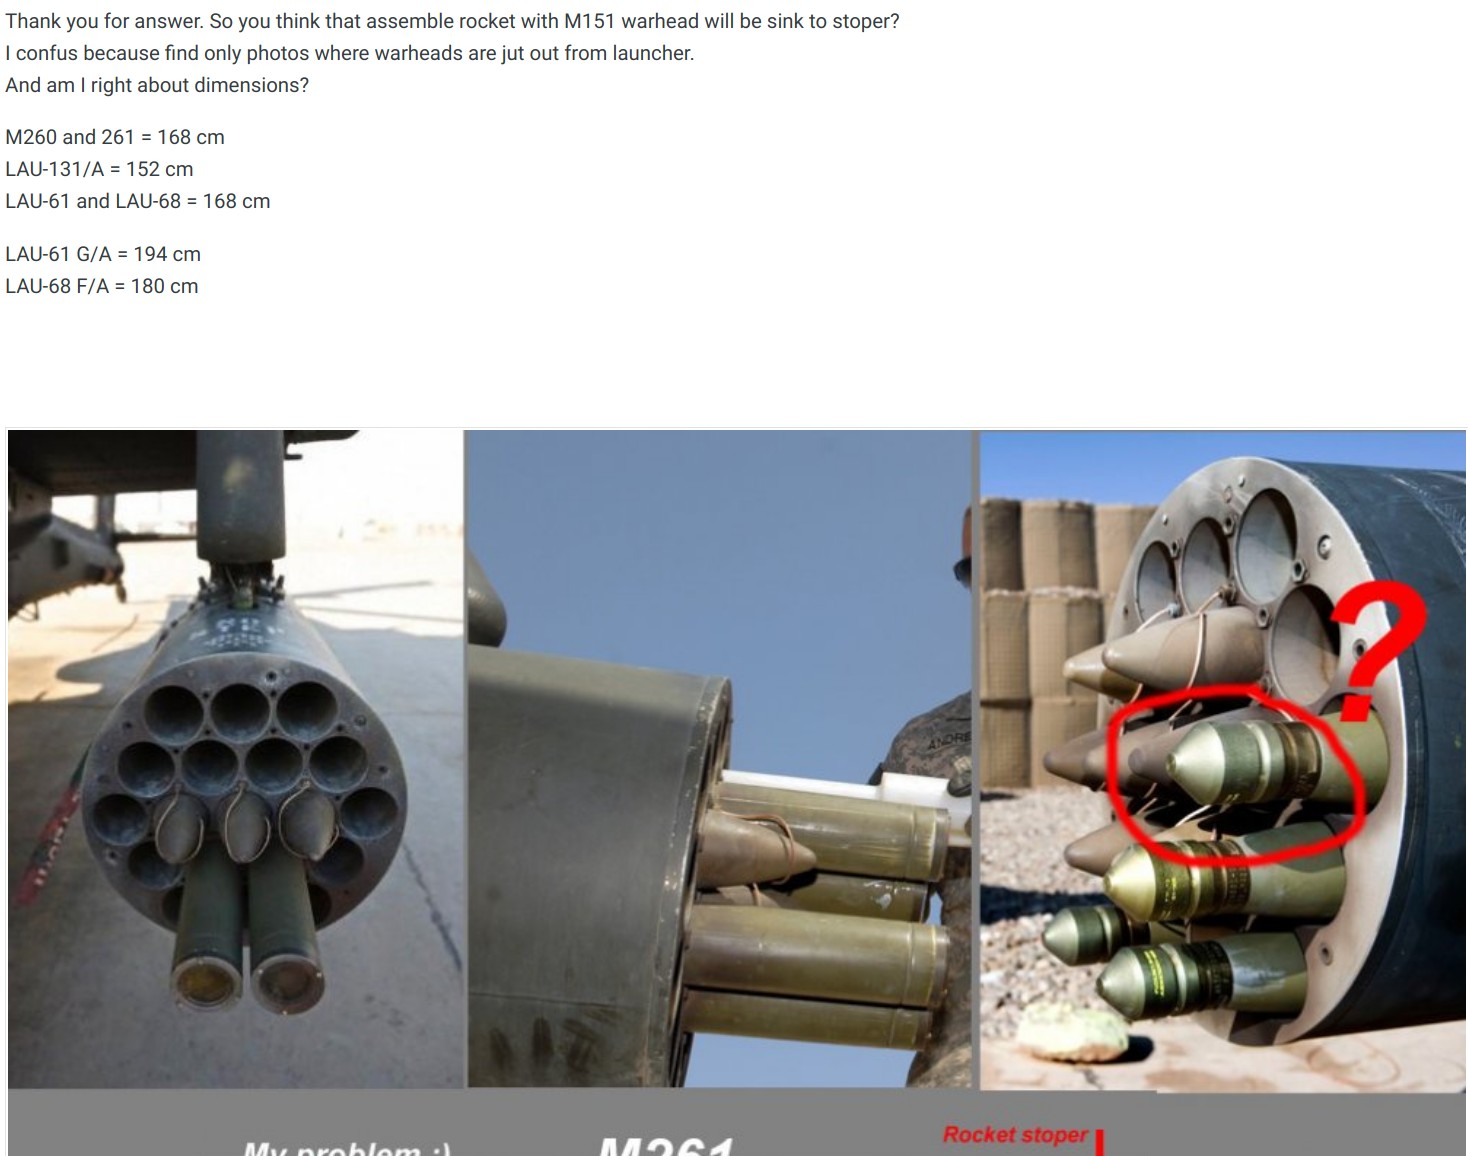 Thank you for answer. So you think that assemble rocket with M151 warhead will be sink to stoper?
I confus because find only photos where warheads are jut out from launcher.
And am I right about dimensions?
M260 and 261 = 168 cm
LAU-131/A = 152 cm
LAU-61 and LAU-68 = 168 cm
LAU-61 G/A = 194 cm
LAU-68 F/A = 180 cm
ANDRE
?
My problem :)
M261
Rocket stoper